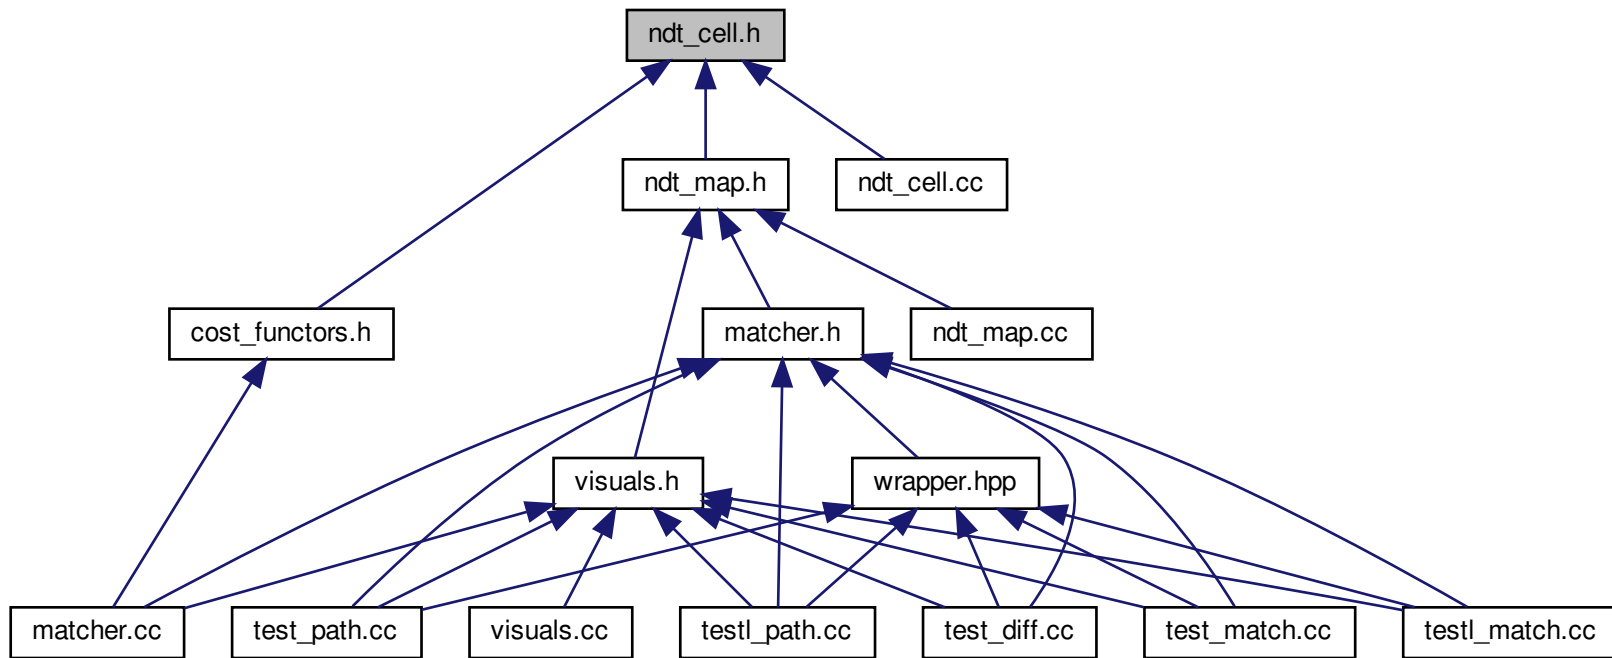 ndt_cell.h
ndt_map.h
ndt_cell.cc
cost_functors.h
matcher.h
ndt_map.cc
visuals.h
wrapper.hpp
matcher.cc
test_path.cc
visuals.cc
testl_path.cc
test_diff.cc
test_match.cc
testl_match.cc